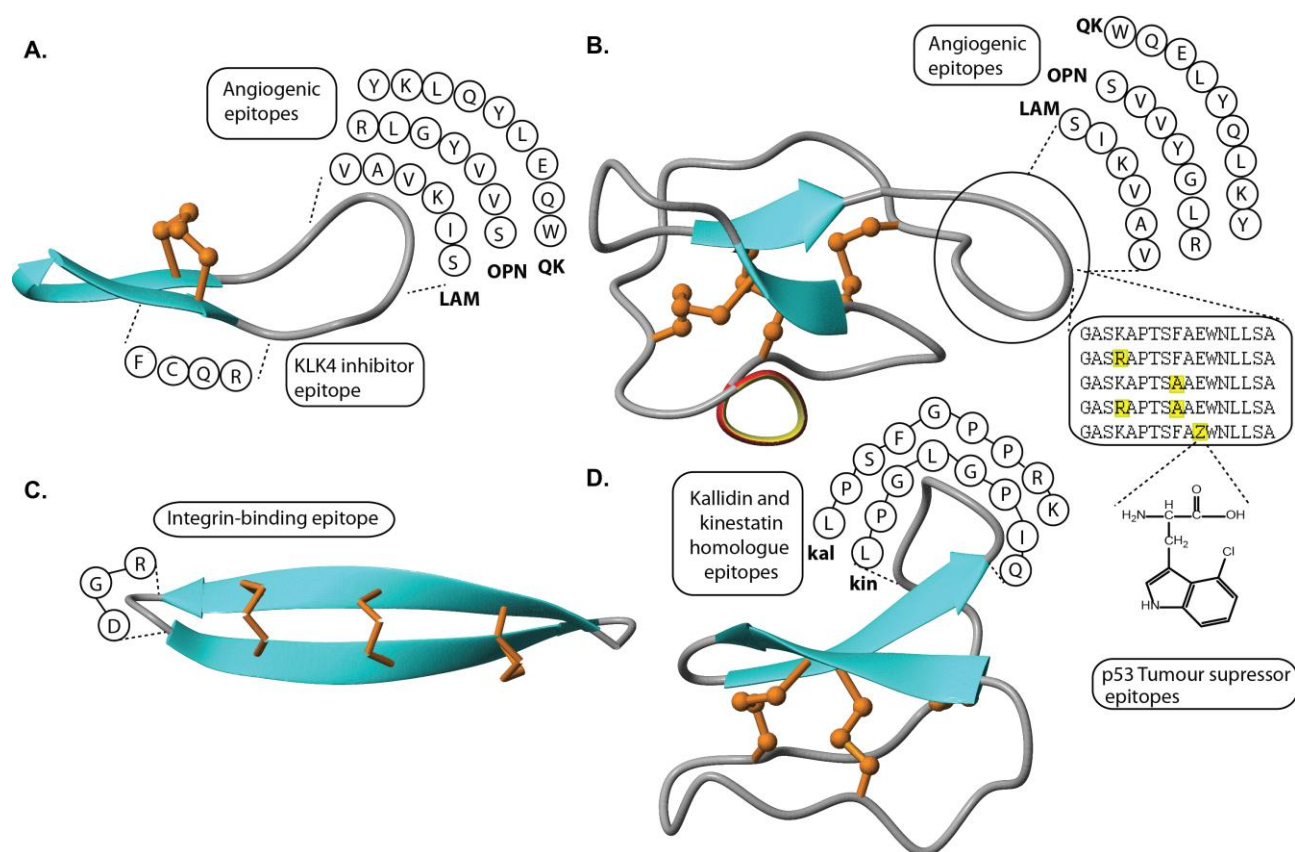 A.
Angiogenic
epitopes
Y K L Q Y L E Q W
QK
R L G Y V V S
OPN
V A V K I S
LAM
F C Q R
KLK4 inhibitor
epitope
B.
Angiogenic
epitopes
QK W Q E L Y Q L K Y
OPN S V V Y G L R
LAM S I K V A V
GASKAPTSFAEWNLLSA
GASRAPTSFAEWNLLSA
GASKAPTSAAEWNLLSA
GASRAPTSAAEWNLLSA
GASKAPTSFAZWNLLSA
H
O
H₂N
C
C
OH
CH₂
Cl
HN
p53 Tumour supressor
epitopes
C.
Integrin-binding epitope
R
G
D
D.
Kallidin and
kinestatin
homologue
epitopes
L P S F G P P R K
kal
L P G L G P I Q
kin